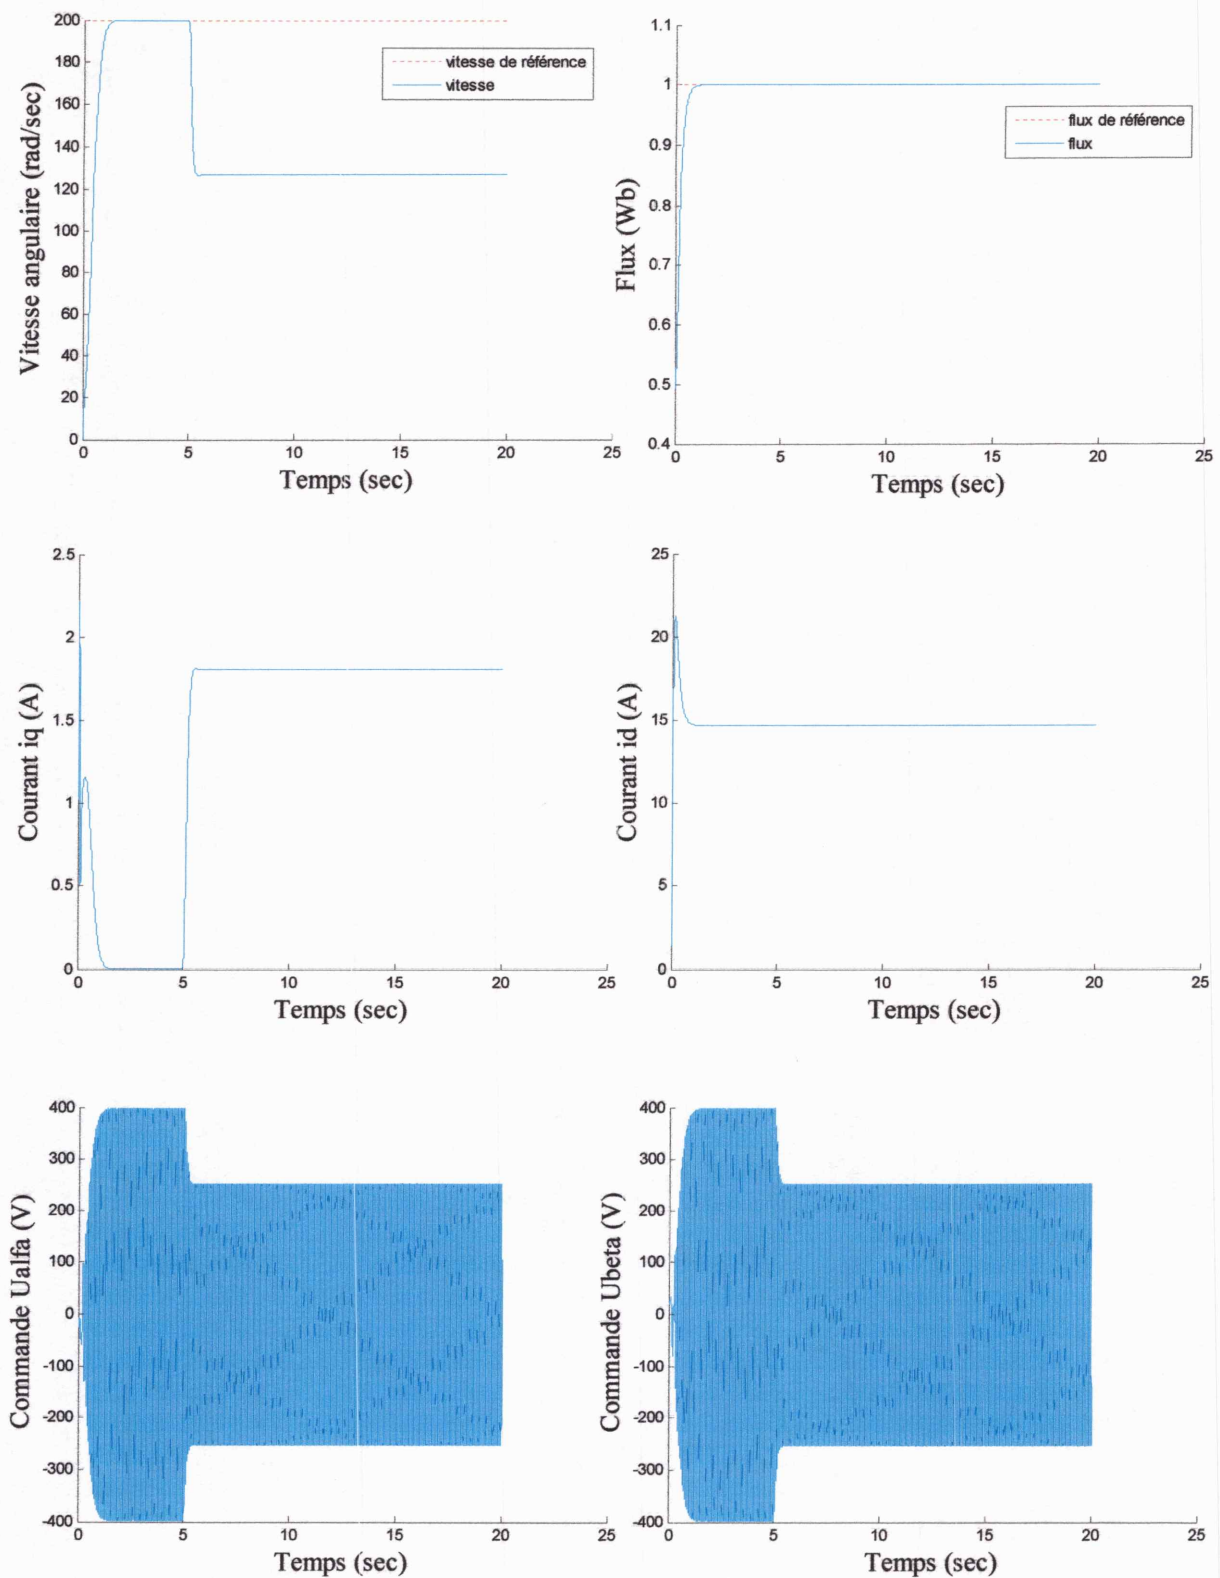 200
180
160
140
120
100
80
60
40
20
0
0 5 10 15 20 25
Vitesse angulaire (rad/sec)
Temps (sec)
vitesse de référence
vitesse
1.1
1
0.9
0.8
0.7
0.6
0.5
0.4
0 5 10 15 20 25
Flux (Wb)
Temps (sec)
flux de référence
flux
2.5
2
1.5
1
0.5
0
0 5 10 15 20 25
Courant iq (A)
Temps (sec)
25
20
15
10
5
0
0 5 10 15 20 25
Courant id (A)
Temps (sec)
400
300
200
100
0
-100
-200
-300
-400
0 5 10 15 20 25
Commande Ualfa (V)
Temps (sec)
400
300
200
100
0
-100
-200
-300
-400
0 5 10 15 20 25
Commande Ubeta (V)
Temps (sec)